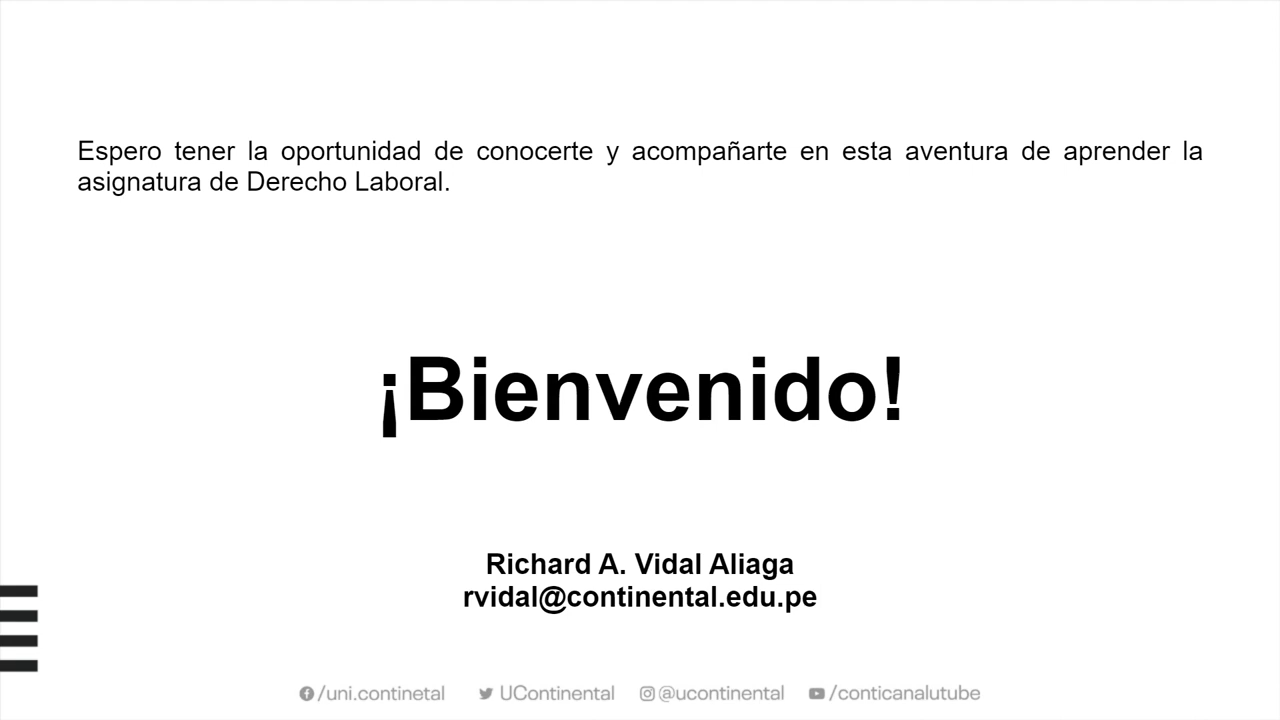 Espero tener la oportunidad de conocerte y acompañarte en esta aventura de aprender la
asignatura de Derecho Laboral.
¡Bienvenido!
Richard A. Vidal Aliaga
rvidal@continental.edu.pe
/uni.continetal UContinental @ucontinental /conticanalutube